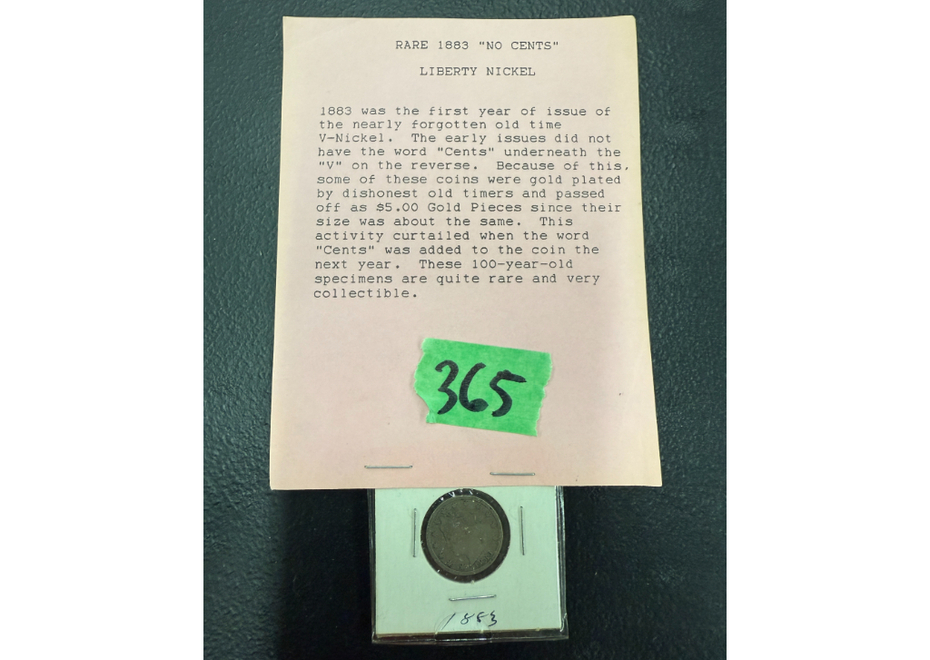 RARE 1883 "NO CENTS"
LIBERTY NICKEL
1883 was the first year of issue of
the nearly forgotten old time
V-Nickel. The early issues did not
have the word "Cents" underneath the
"V" on the reverse. Because of this,
some of these coins were gold plated
by dishonest old timers and passed
off as $5.00 Gold Pieces since their
size was about the same. This
activity curtailed when the word
"Cents" was added to the coin the
next year. These 100-year-old
specimens are quite rare and very
collectible.
365
1883